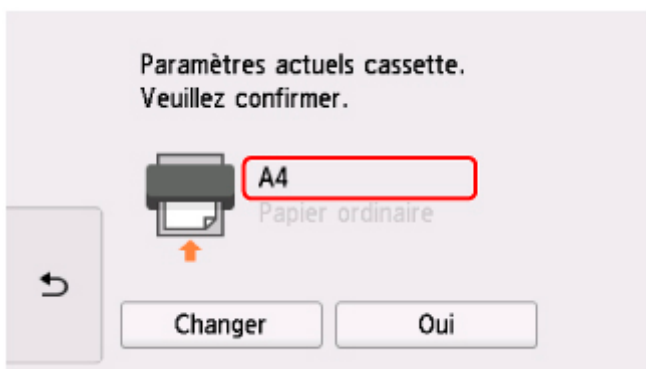 Paramètres actuels cassette.
Veuillez confirmer.
A4
Papier ordinaire
Changer
Oui